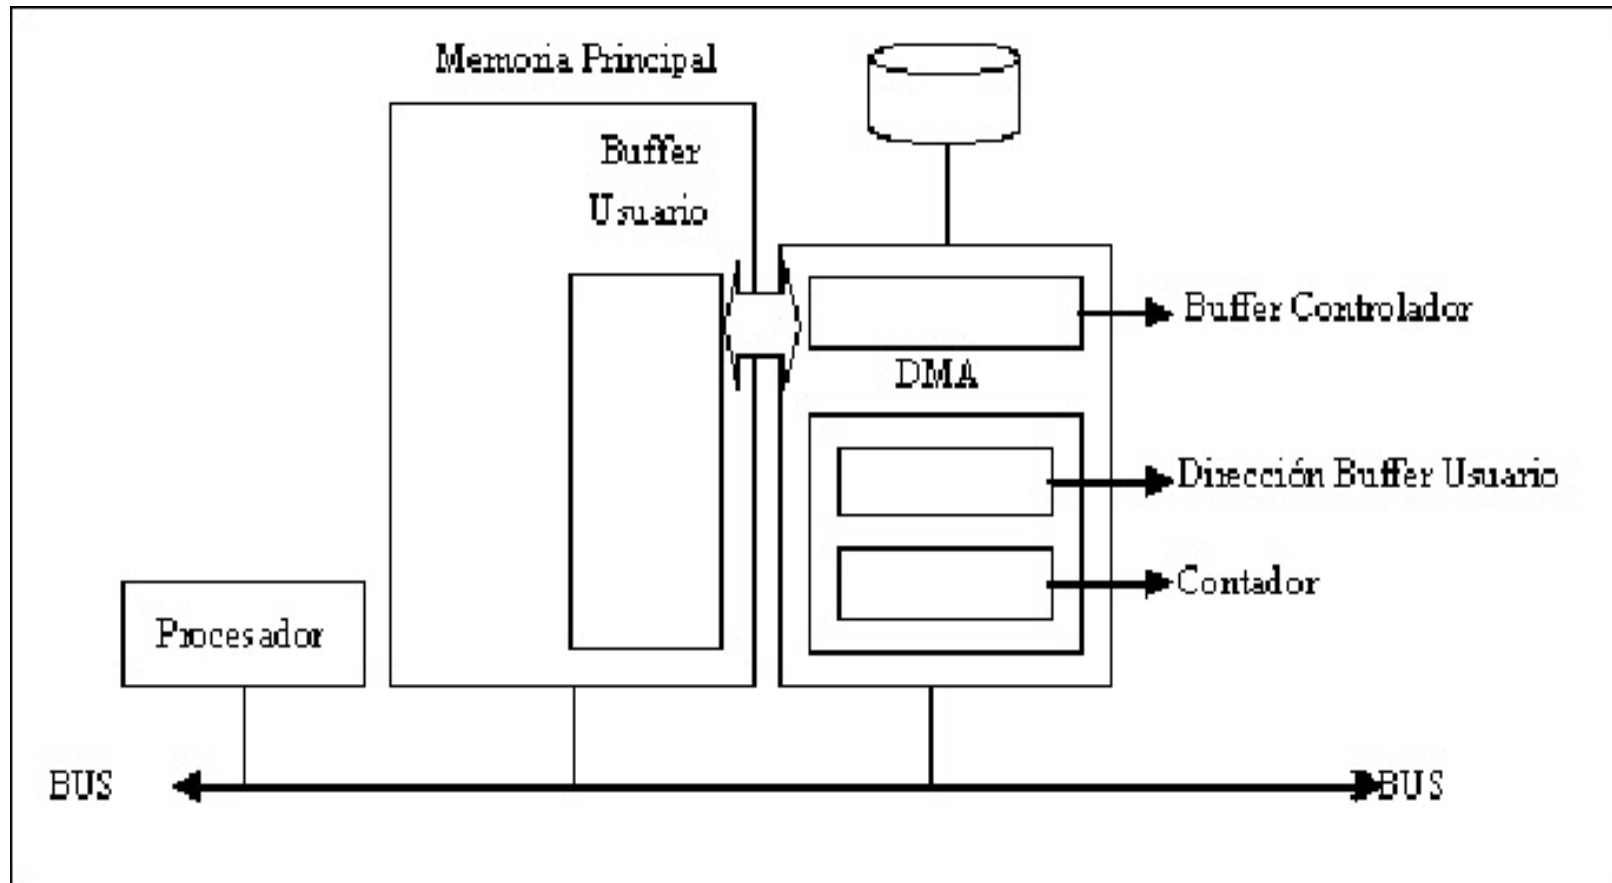 Memoria Principal
Buffer
Usuario
Buffer Controlador
DMA
Dirección Buffer Usuario
Contador
Procesador
BUS
BUS